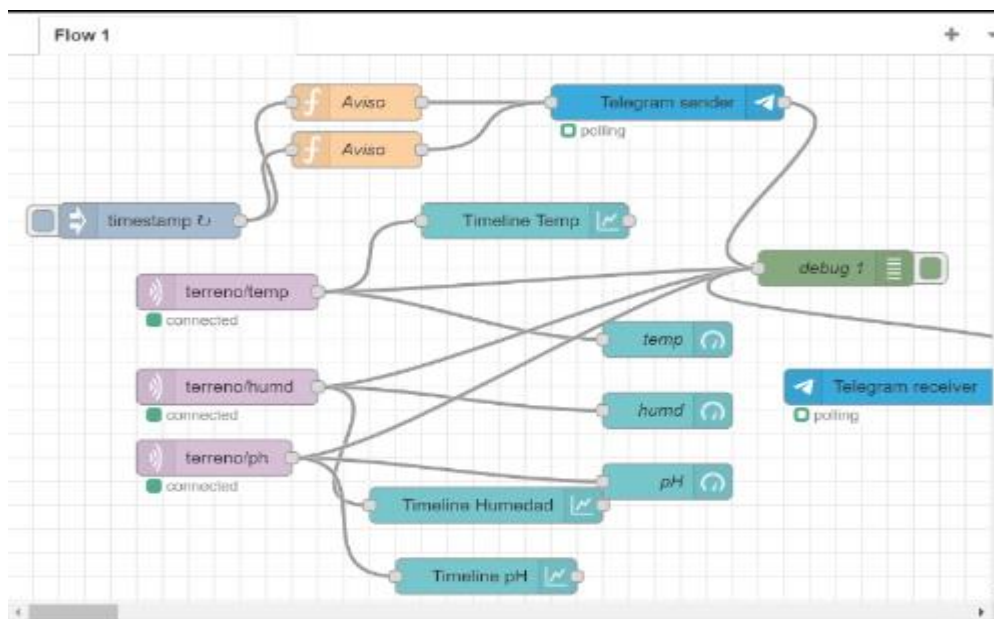 Flow 1
Aviso
Telegram sender
polling
Aviso
timestamp ↻
Timeline Temp
debug 1
terreno/temp
connected
temp
terreno/humd
connected
humd
Telegram receiver
polling
terreno/ph
connected
pH
Timeline Humedad
Timeline pH